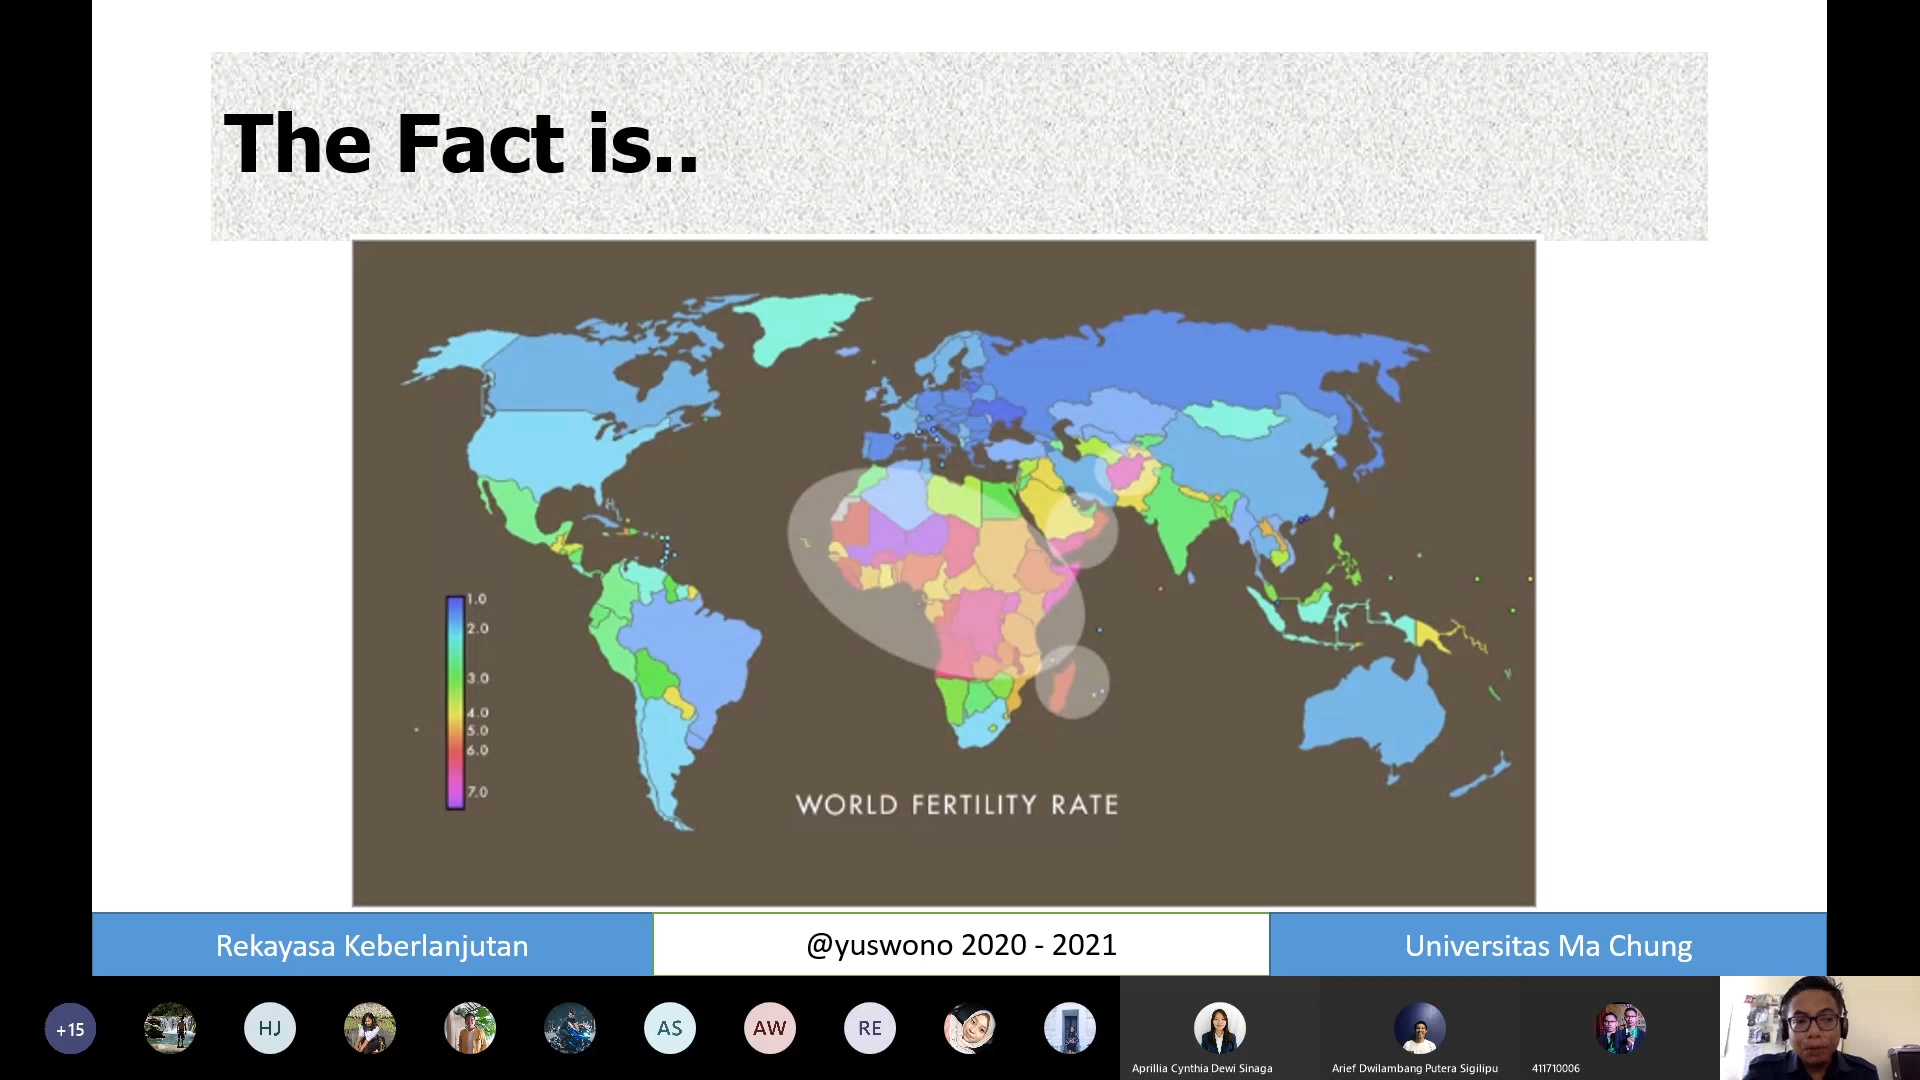 The Fact is..
1.0
2.0
3.0
4.0
5.0
6.0
7.0
WORLD FERTILITY RATE
Rekayasa Keberlanjutan
@yuswono 2020 - 2021
Universitas Ma Chung
+15
HJ
AS
AW
RE
Aprillia Cynthia Dewi Sinaga
Arief Dwilambang Putera Sigilipu
411710006